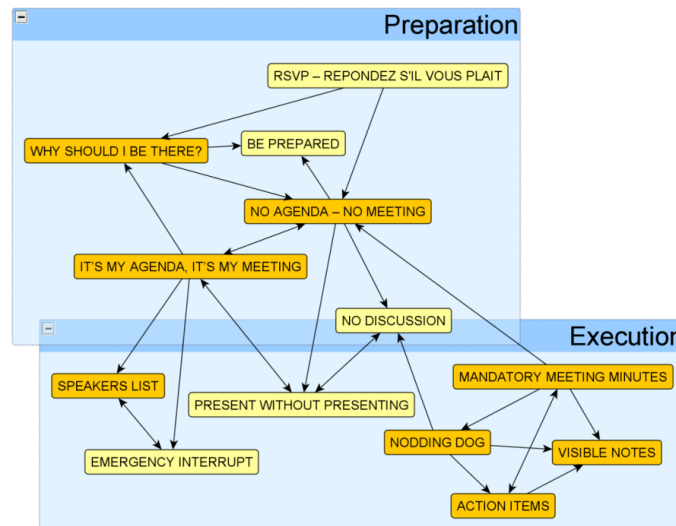 Preparation
RSVP – REPONDEZ S'IL VOUS PLAIT
BE PREPARED
WHY SHOULD I BE THERE?
NO AGENDA – NO MEETING
IT'S MY AGENDA, IT'S MY MEETING
NO DISCUSSION
Execution
MANDATORY MEETING MINUTES
SPEAKERS LIST
PRESENT WITHOUT PRESENTING
NODDING DOG
VISIBLE NOTES
EMERGENCY INTERRUPT
ACTION ITEMS